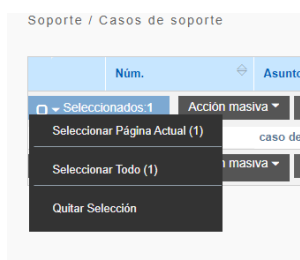 Soporte / Casos de soporte
Núm. Asunto
Seleccionados:1 Acción masiva
Seleccionar Página Actual (1)
caso de
Seleccionar Todo (1)
masiva
Quitar Selección